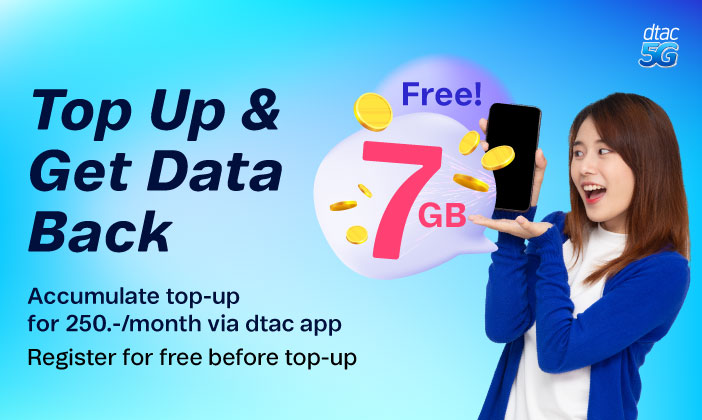 dtac
5G
Top Up &
Get Data
Back
Free!
7
GB
Accumulate top-up
for 250.-/month via dtac app
Register for free before top-up